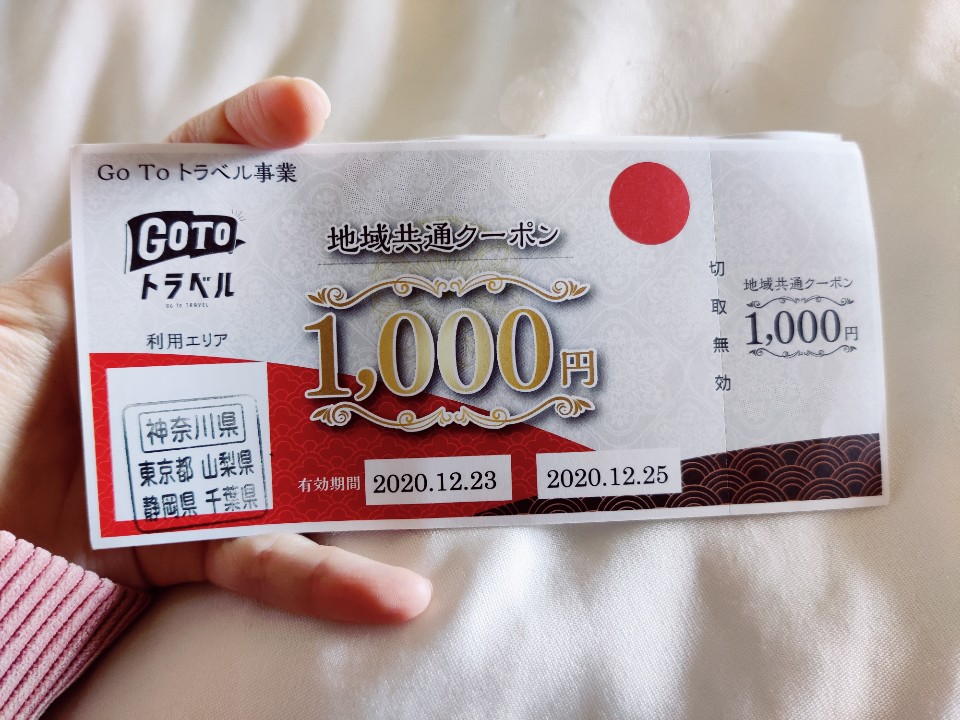 Go To トラベル事業
GOTO
トラベル
GO TO TRAVEL
利用エリア
神奈川県
東京都 山梨県
静岡県 千葉県
地域共通クーポン
1,000円
有効期間 2020.12.23 2020.12.25
切取無効
地域共通クーポン
1,000円